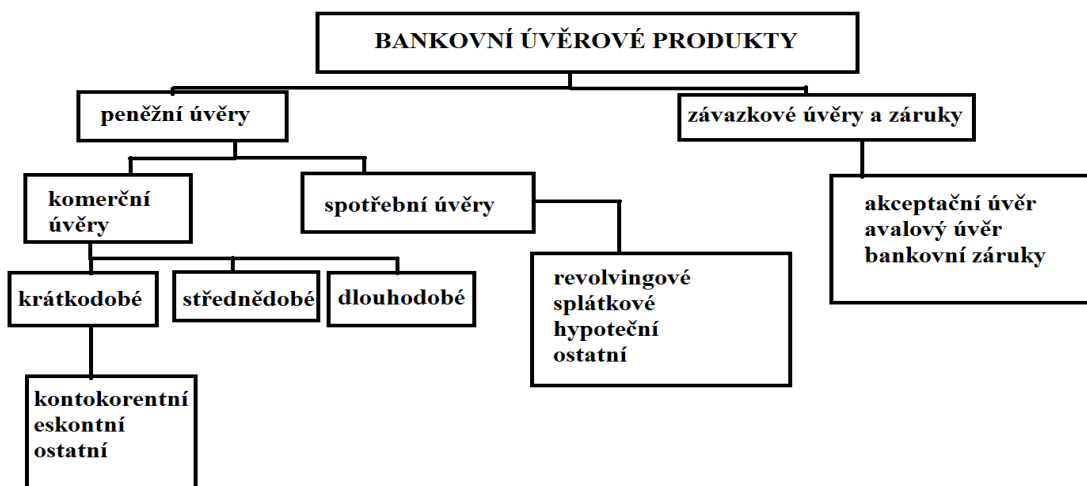 BANKOVNÍ ÚVĚROVÉ PRODUKTY
peněžní úvěry
závazkové úvěry a záruky
komerční
úvěry
spotřební úvěry
akceptační úvěr
avalový úvěr
bankovní záruky
krátkodobé
střednědobé
dlouhodobé
revolvingové
splátkové
hypoteční
ostatní
kontokorentní
eskontní
ostatní